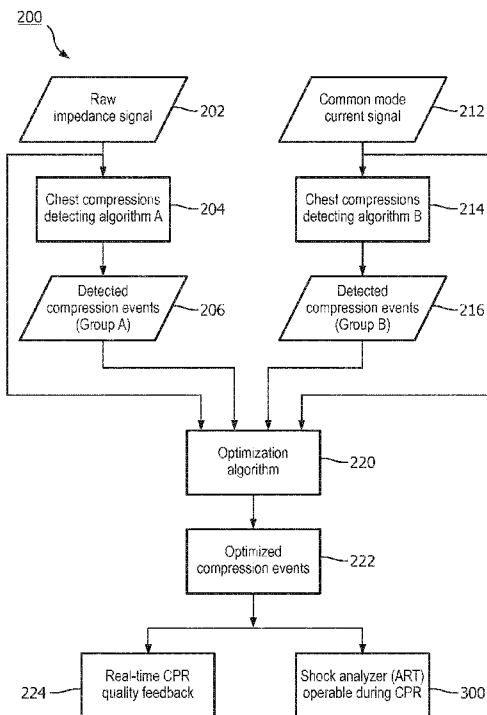 200
Raw
impedance signal
202
Common mode
current signal
212
Chest compressions
detecting algorithm A
204
Chest compressions
detecting algorithm B
214
Detected
compression events
(Group A)
206
Detected
compression events
(Group B)
216
Optimization
algorithm
220
Optimized
compression events
222
Real-time CPR
quality feedback
224
Shock analyzer (ART)
operable during CPR
300